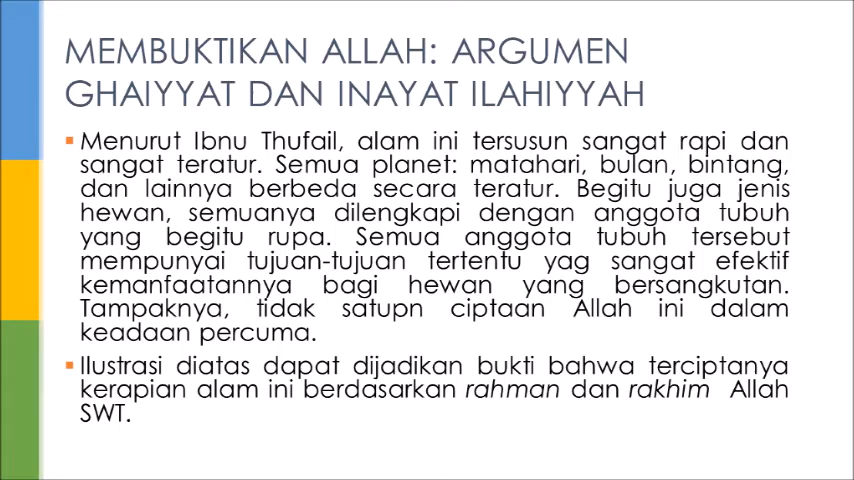 MEMBUKTIKAN ALLAH: ARGUMEN
GHAIYYAT DAN INAYAT ILAHIYYAH
Menurut Ibnu Thufail, alam ini tersusun sangat rapi dan
sangat teratur. Semua planet: matahari, bulan, bintang,
dan lainnya berbeda secara teratur. Begitu juga jenis
hewan, semuanya dilengkapi dengan anggota tubuh
yang begitu rupa. Semua anggota tubuh tersebut
mempunyai tujuan-tujuan tertentu yag sangat efektif
kemanfaatannya bagi hewan yang bersangkutan.
Tampaknya, tidak satupn ciptaan Allah ini dalam
keadaan percuma.
Ilustrasi diatas dapat dijadikan bukti bahwa terciptanya
kerapian alam ini berdasarkan rahman dan rakhim Allah
SWT.